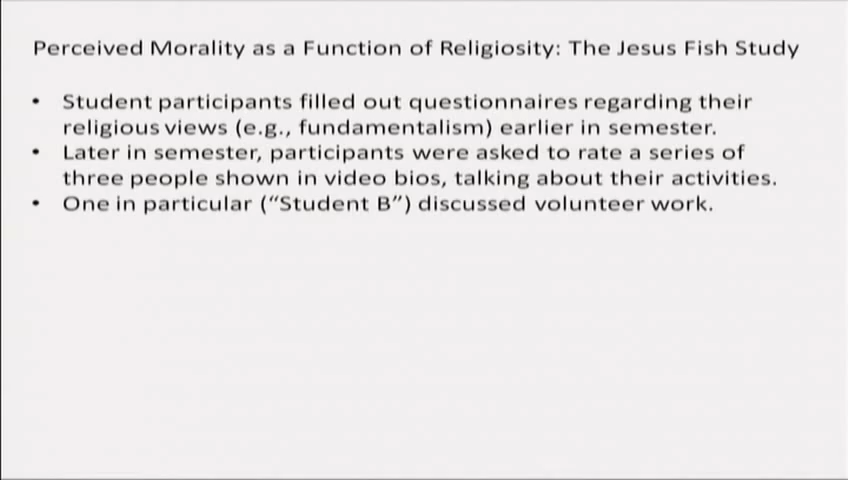 Perceived Morality as a Function of Religiosity: The Jesus Fish Study
• Student participants filled out questionnaires regarding their
religious views (e.g., fundamentalism) earlier in semester.
• Later in semester, participants were asked to rate a series of
three people shown in video bios, talking about their activities.
• One in particular (“Student B”) discussed volunteer work.